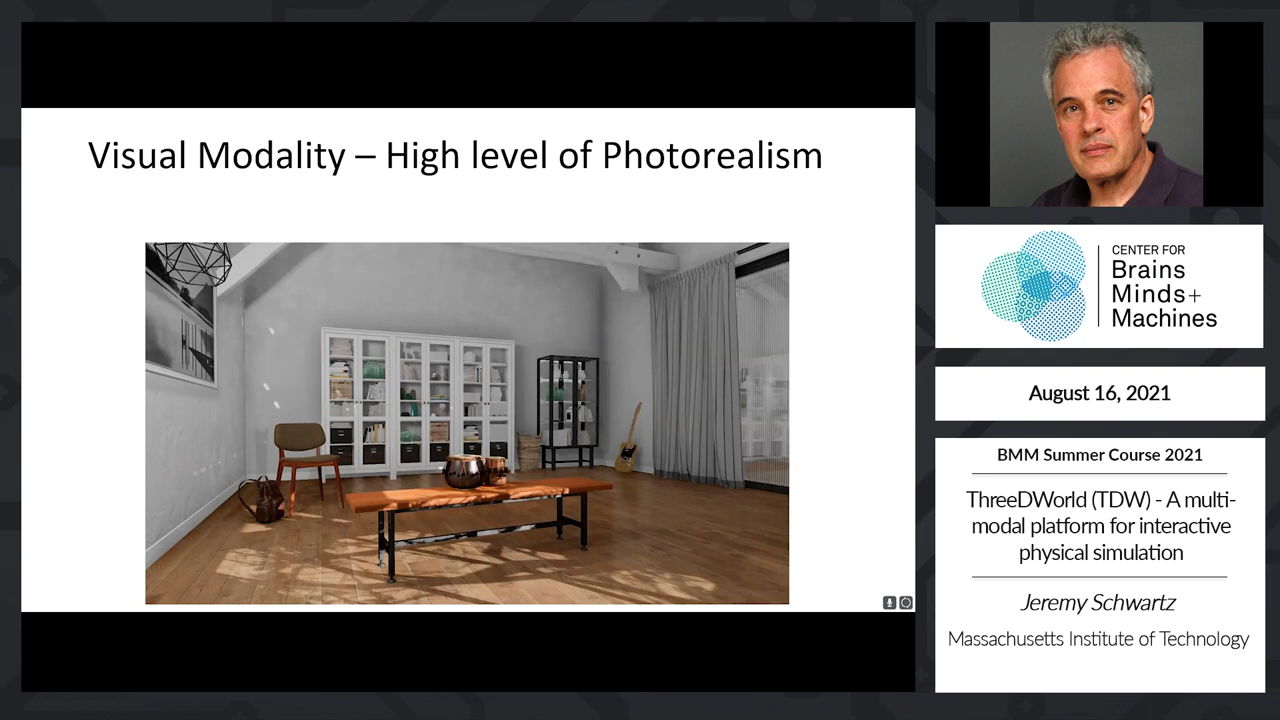 Visual Modality – High level of Photorealism
CENTER FOR
Brains
Minds+
Machines
August 16, 2021
BMM Summer Course 2021
ThreeDWorld (TDW) - A multi-
modal platform for interactive
physical simulation
Jeremy Schwartz
Massachusetts Institute of Technology